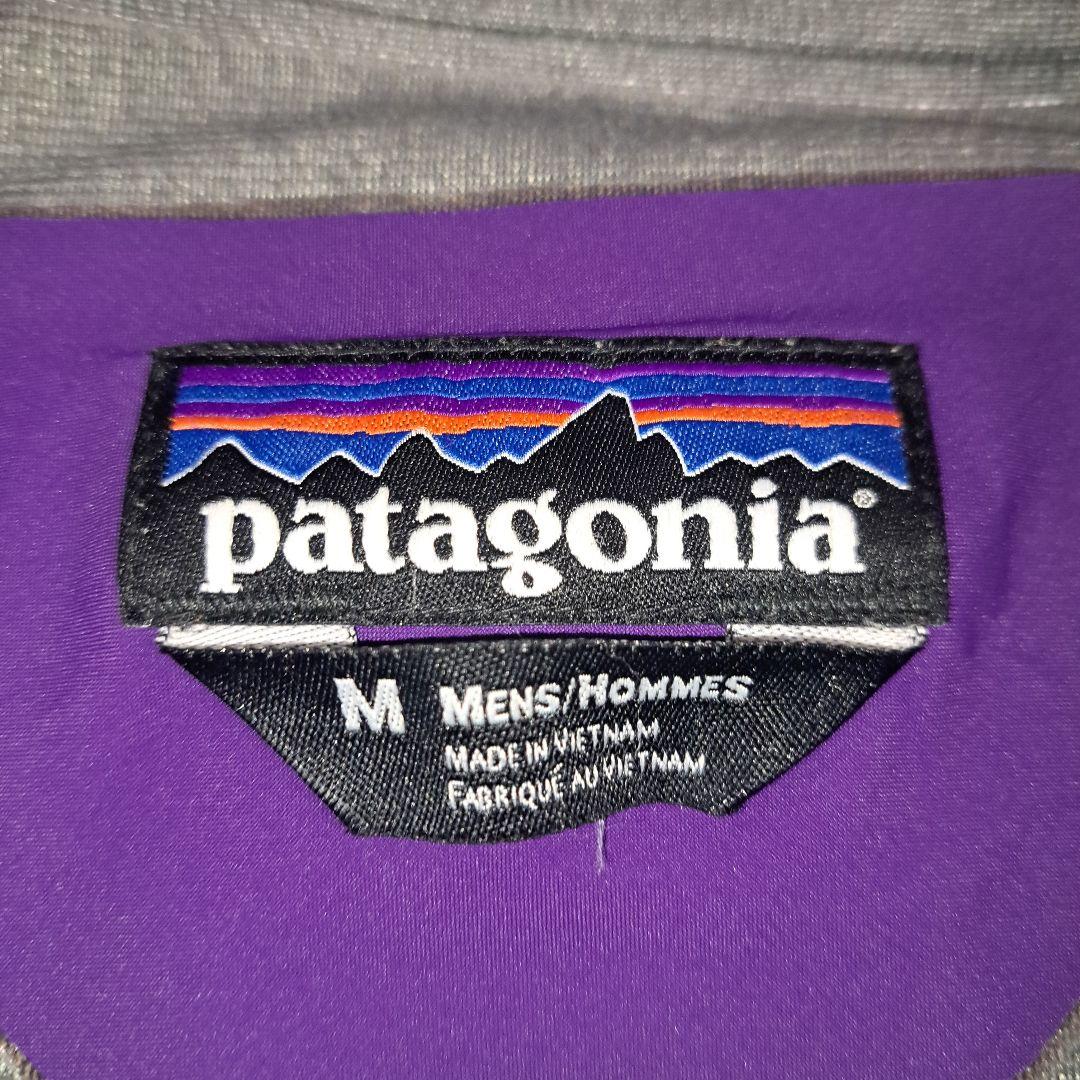 patagonia®
M MENS/HOMMES
MADE IN VIETNAM
FABRIQUÉ AU VIETNAM